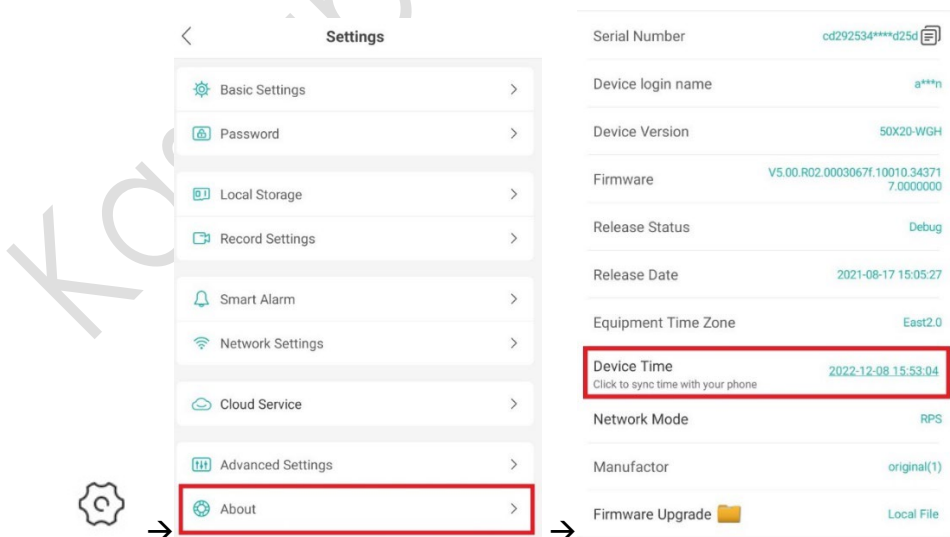 Settings
Basic Settings
Password
Local Storage
Record Settings
Smart Alarm
Network Settings
Cloud Service
Advanced Settings
About
Serial Number cd292534****d25d
Device login name a***n
Device Version 50X20-WGH
Firmware V5.00.R02.0003067f.10010.34371
7.0000000
Release Status Debug
Release Date 2021-08-17 15:05:27
Equipment Time Zone East2.0
Device Time 2022-12-08 15:53:04
Click to sync time with your phone
Network Mode RPS
Manufactor original(1)
Firmware Upgrade Local File